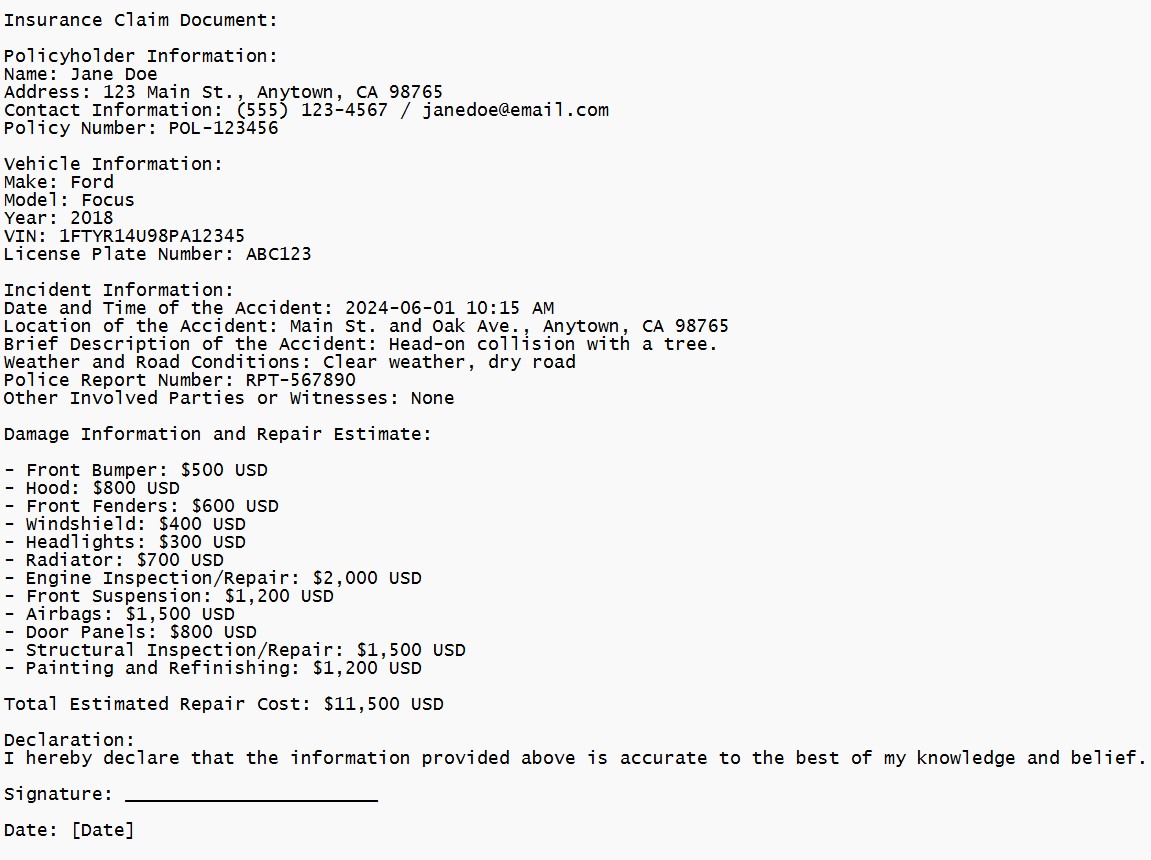 Insurance Claim Document:
Policyholder Information:
Name: Jane Doe
Address: 123 Main St., Anytown, CA 98765
Contact Information: (555) 123-4567 / janedoe@email.com
Policy Number: POL-123456
Vehicle Information:
Make: Ford
Model: Focus
Year: 2018
VIN: 1FTYR14U98PA12345
License Plate Number: ABC123
Incident Information:
Date and Time of the Accident: 2024-06-01 10:15 AM
Location of the Accident: Main St. and Oak Ave., Anytown, CA 98765
Brief Description of the Accident: Head-on collision with a tree.
Weather and Road Conditions: Clear weather, dry road
Police Report Number: RPT-567890
Other Involved Parties or Witnesses: None
Damage Information and Repair Estimate:
- Front Bumper: $500 USD
- Hood: $800 USD
- Front Fenders: $600 USD
- Windshield: $400 USD
- Headlights: $300 USD
- Radiator: $700 USD
- Engine Inspection/Repair: $2,000 USD
- Front Suspension: $1,200 USD
- Airbags: $1,500 USD
- Door Panels: $800 USD
- Structural Inspection/Repair: $1,500 USD
- Painting and Refinishing: $1,200 USD
Total Estimated Repair Cost: $11,500 USD
Declaration:
I hereby declare that the information provided above is accurate to the best of my knowledge and belief.
Signature: _______________________
Date: [Date]